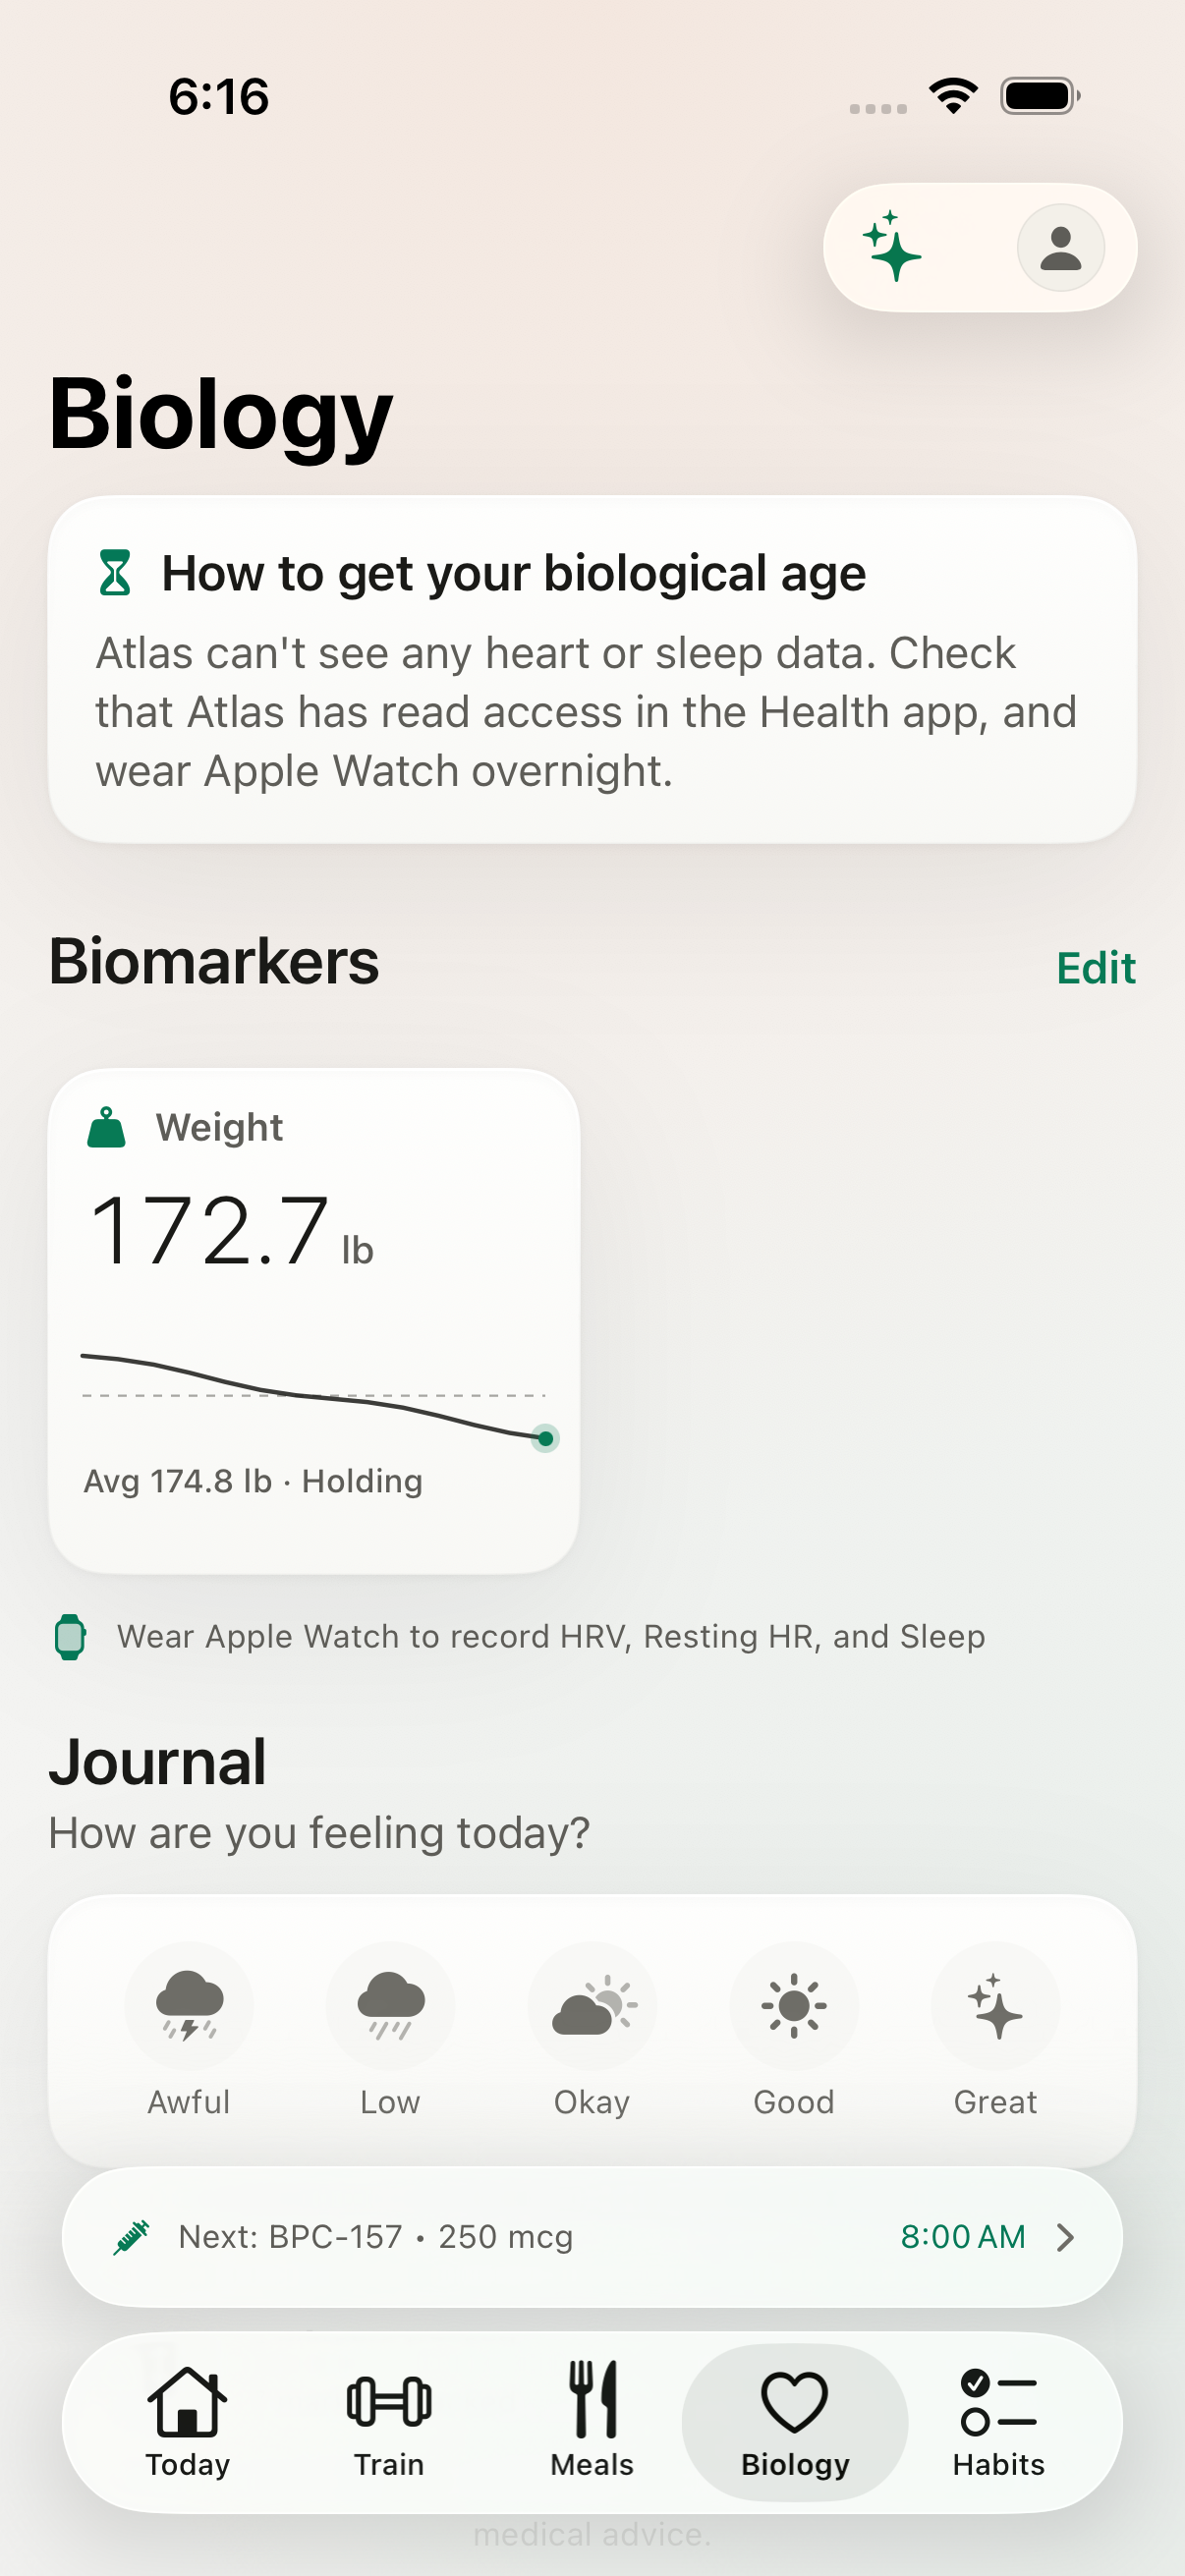 6:16
Biology
How to get your biological age
Atlas can't see any heart or sleep data. Check
that Atlas has read access in the Health app, and
wear Apple Watch overnight.
Biomarkers
Edit
Weight
172.7 lb
Avg 174.8 lb · Holding
Wear Apple Watch to record HRV, Resting HR, and Sleep
Journal
How are you feeling today?
Awful
Low
Okay
Good
Great
Next: BPC-157 • 250 mcg
8:00 AM
Today
Train
Meals
Biology
Habits
medical advice.